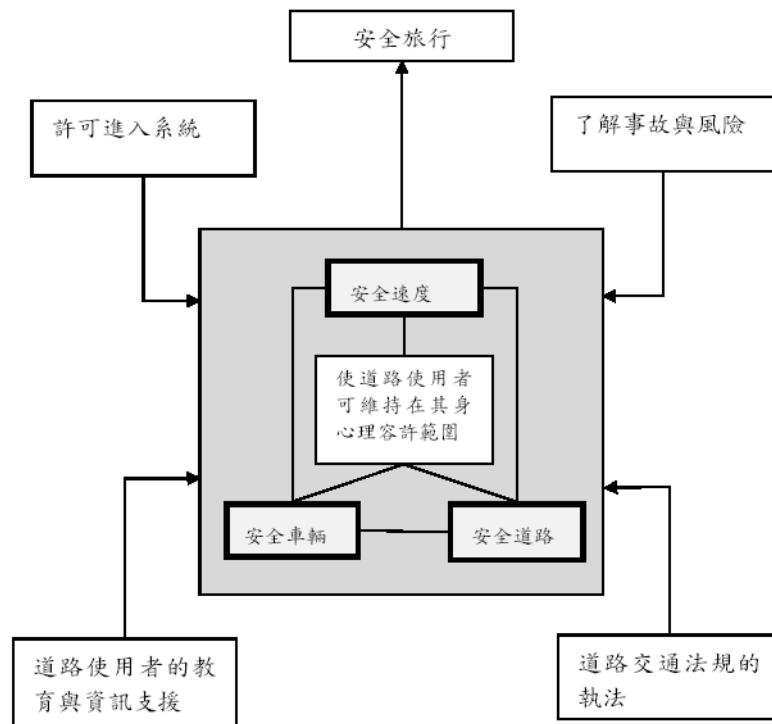 安全旅行
許可進入系統
了解事故與風險
安全速度
使道路使用者
可維持在其身
心理容許範圍
安全車輛
安全道路
道路使用者的教
育與資訊支援
道路交通法規的
執法